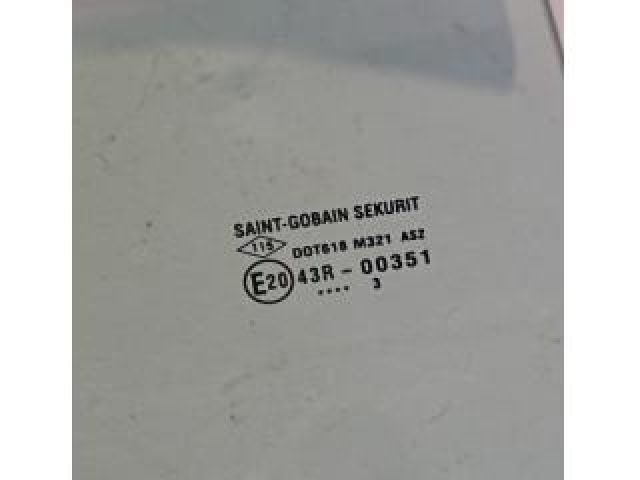 SAINT-GOBAIN SEKURIT
115 DOT618 M321 AS2
E20 43R - 00351
.... 3